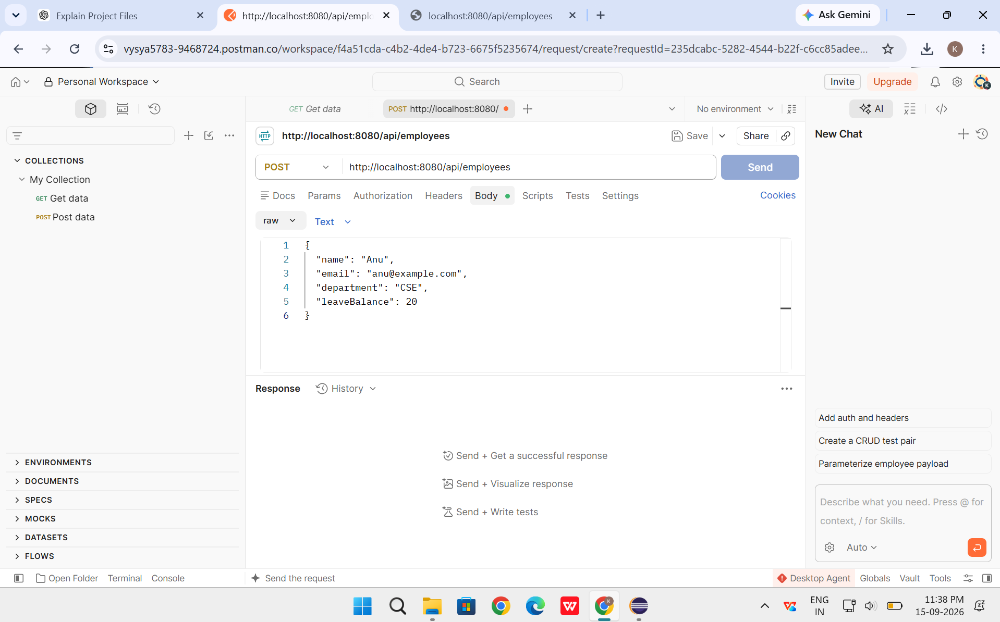 Explain Project Files
http://localhost:8080/api/emplo
localhost:8080/api/employees
Ask Gemini
vysya5783-9468724.postman.co/workspace/f4a51cda-c4b2-4de4-b723-6675f5235674/request/create?requestId=235dcabc-5282-4544-b22f-c6cc85adee...
K
Personal Workspace
Search
Invite
Upgrade
K
GET Get data
POST http://localhost:8080/
No environment
AI
HTTP http://localhost:8080/api/employees
Save
Share
New Chat
COLLECTIONS
My Collection
GET Get data
POST Post data
POST
http://localhost:8080/api/employees
Send
Docs
Params
Authorization
Headers
Body
Scripts
Tests
Settings
Cookies
raw
Text
1 {
2 "name": "Anu",
3 "email": "anu@example.com",
4 "department": "CSE",
5 "leaveBalance": 20
6 }
Response
History
Send + Get a successful response
Send + Visualize response
Send + Write tests
Add auth and headers
Create a CRUD test pair
Parameterize employee payload
Describe what you need. Press @ for
context, / for Skills.
Auto
ENVIRONMENTS
DOCUMENTS
SPECS
MOCKS
DATASETS
FLOWS
Open Folder
Terminal
Console
Send the request
Desktop Agent
Globals
Vault
Tools
W
K
ENG
IN
11:38 PM
15-09-2026